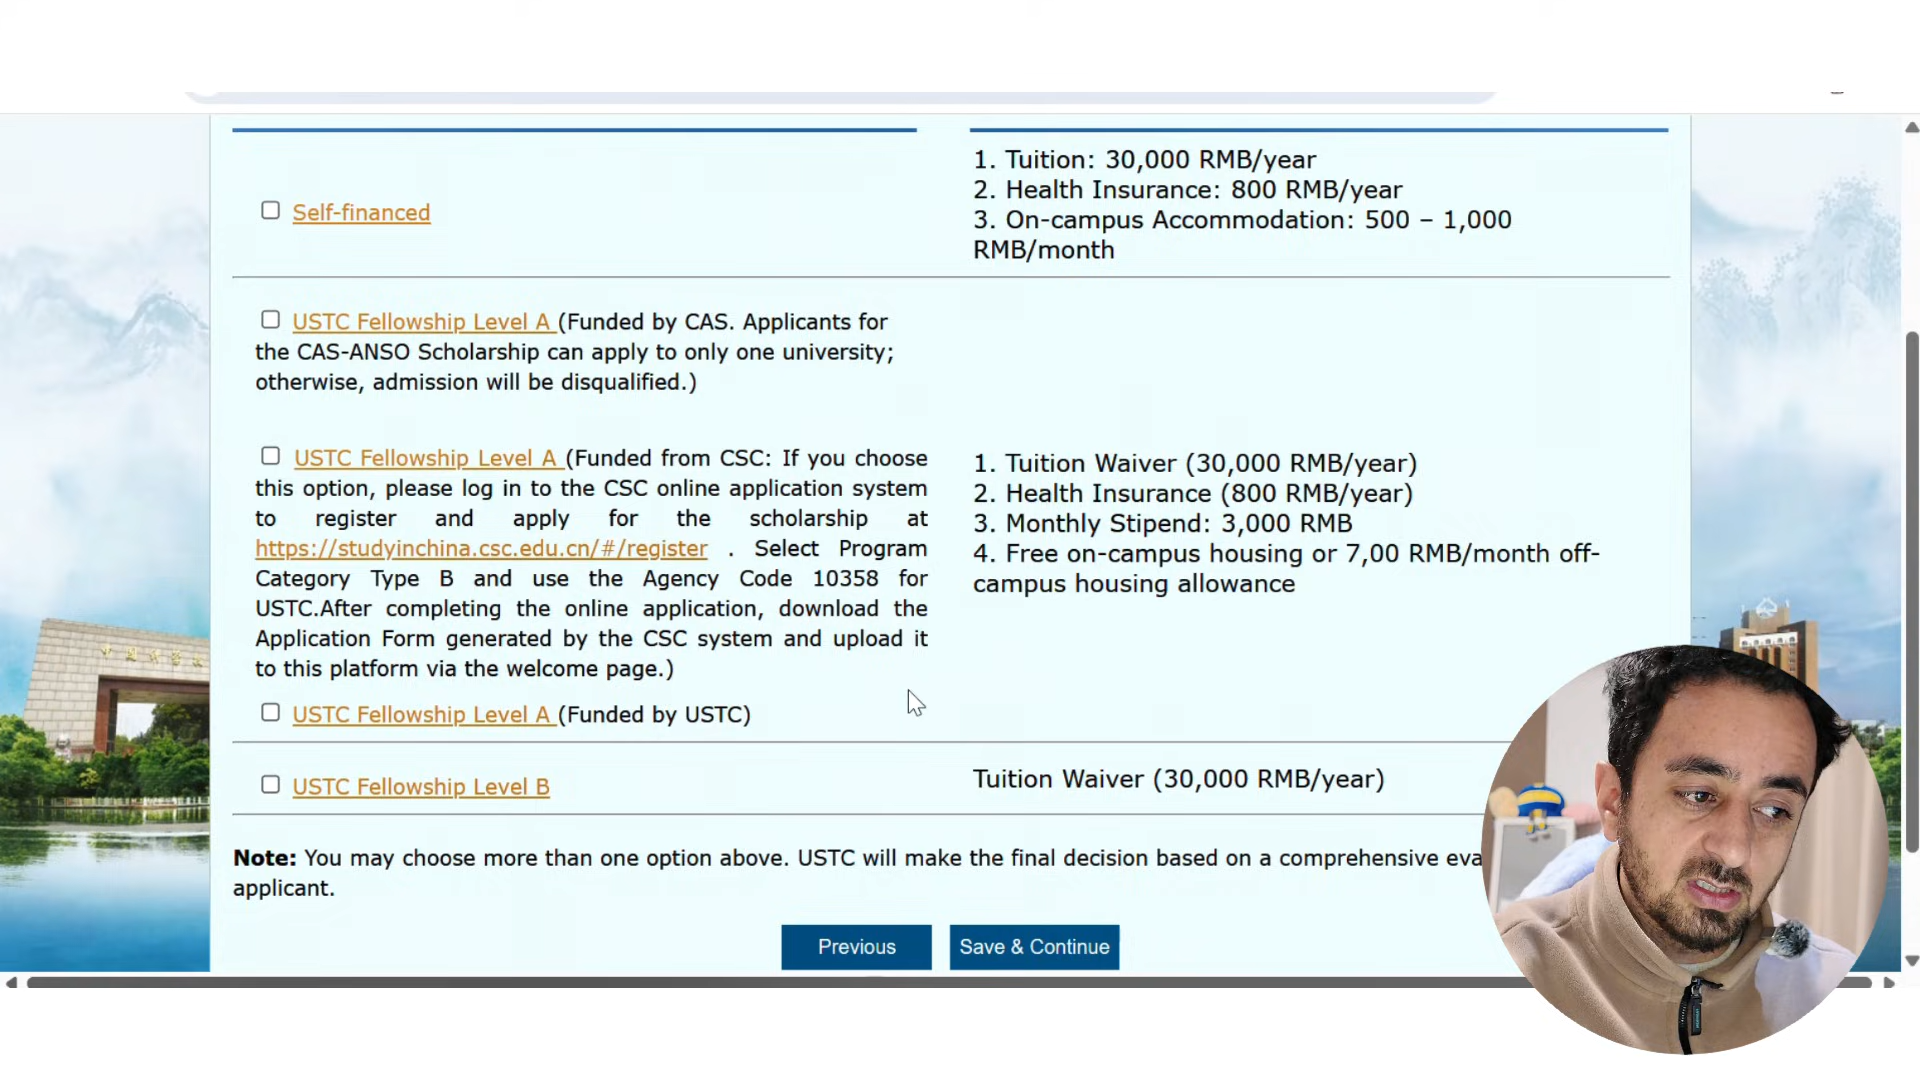 1. Tuition: 30,000 RMB/year
2. Health Insurance: 800 RMB/year
3. On-campus Accommodation: 500 – 1,000
RMB/month
Self-financed
USTC Fellowship Level A (Funded by CAS. Applicants for
the CAS-ANSO Scholarship can apply to only one university;
otherwise, admission will be disqualified.)
USTC Fellowship Level A (Funded from CSC: If you choose
this option, please log in to the CSC online application system
to register and apply for the scholarship at
https://studyinchina.csc.edu.cn/#/register . Select Program
Category Type B and use the Agency Code 10358 for
USTC.After completing the online application, download the
Application Form generated by the CSC system and upload it
to this platform via the welcome page.)
USTC Fellowship Level A (Funded by USTC)
1. Tuition Waiver (30,000 RMB/year)
2. Health Insurance (800 RMB/year)
3. Monthly Stipend: 3,000 RMB
4. Free on-campus housing or 7,00 RMB/month off-
campus housing allowance
USTC Fellowship Level B
Tuition Waiver (30,000 RMB/year)
Note: You may choose more than one option above. USTC will make the final decision based on a comprehensive eva
applicant.
Previous
Save & Continue